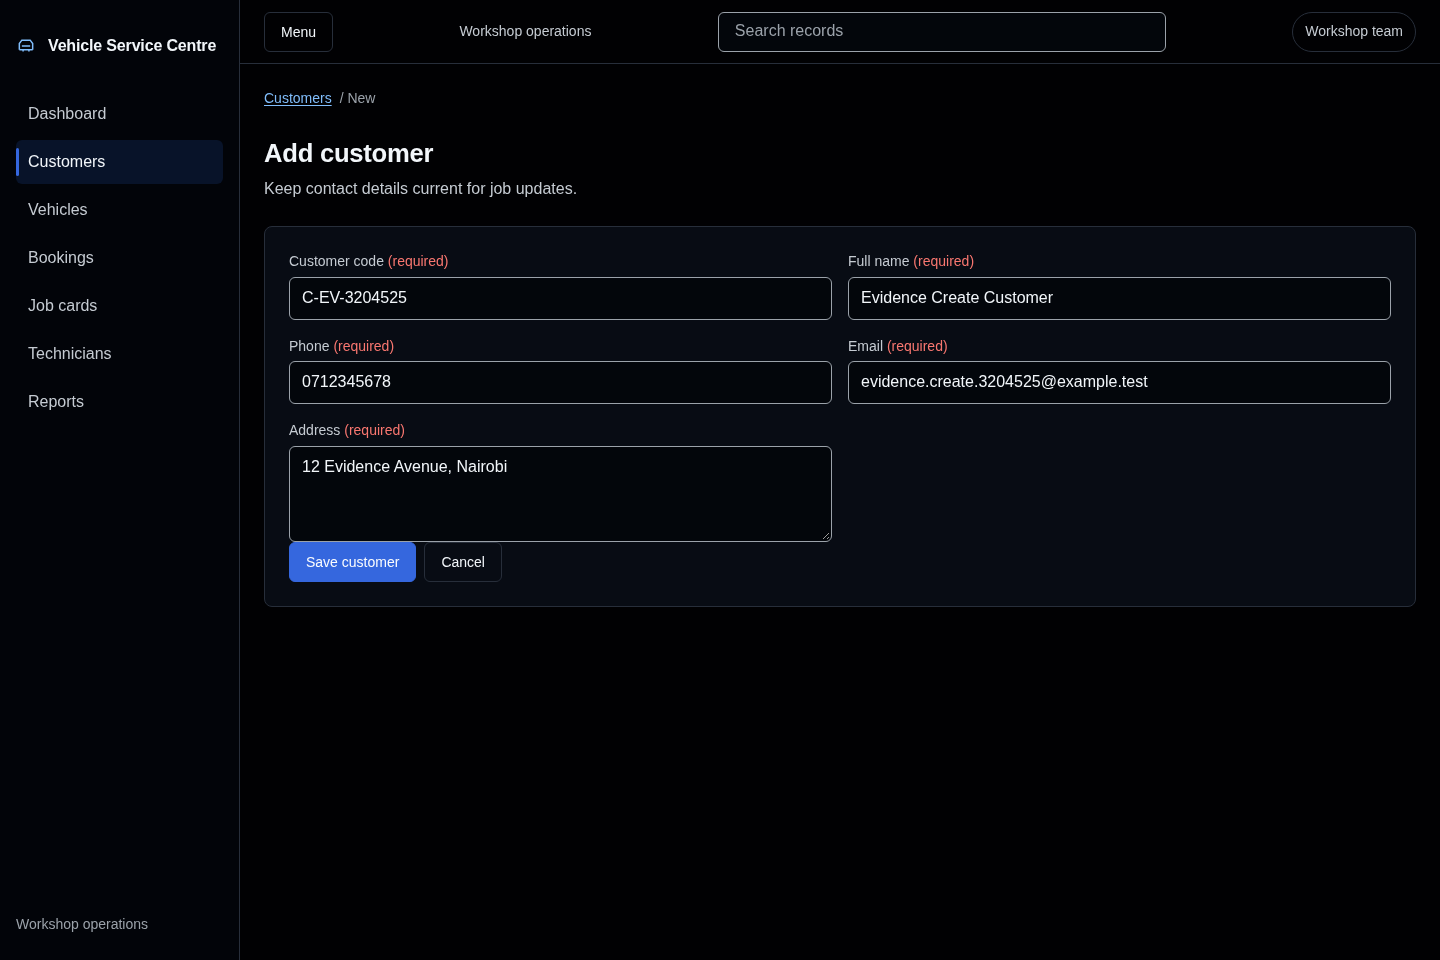 Vehicle Service Centre
Dashboard
Customers
Vehicles
Bookings
Job cards
Technicians
Reports
Workshop operations
Menu
Workshop operations
Search records
Workshop team
Customers / New
Add customer
Keep contact details current for job updates.
Customer code (required)
C-EV-3204525
Full name (required)
Evidence Create Customer
Phone (required)
0712345678
Email (required)
evidence.create.3204525@example.test
Address (required)
12 Evidence Avenue, Nairobi
Save customer
Cancel